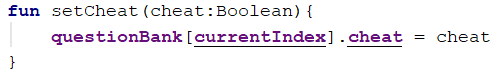 fun setCheat(cheat:Boolean){
    questionBank[currentIndex].cheat = cheat
}